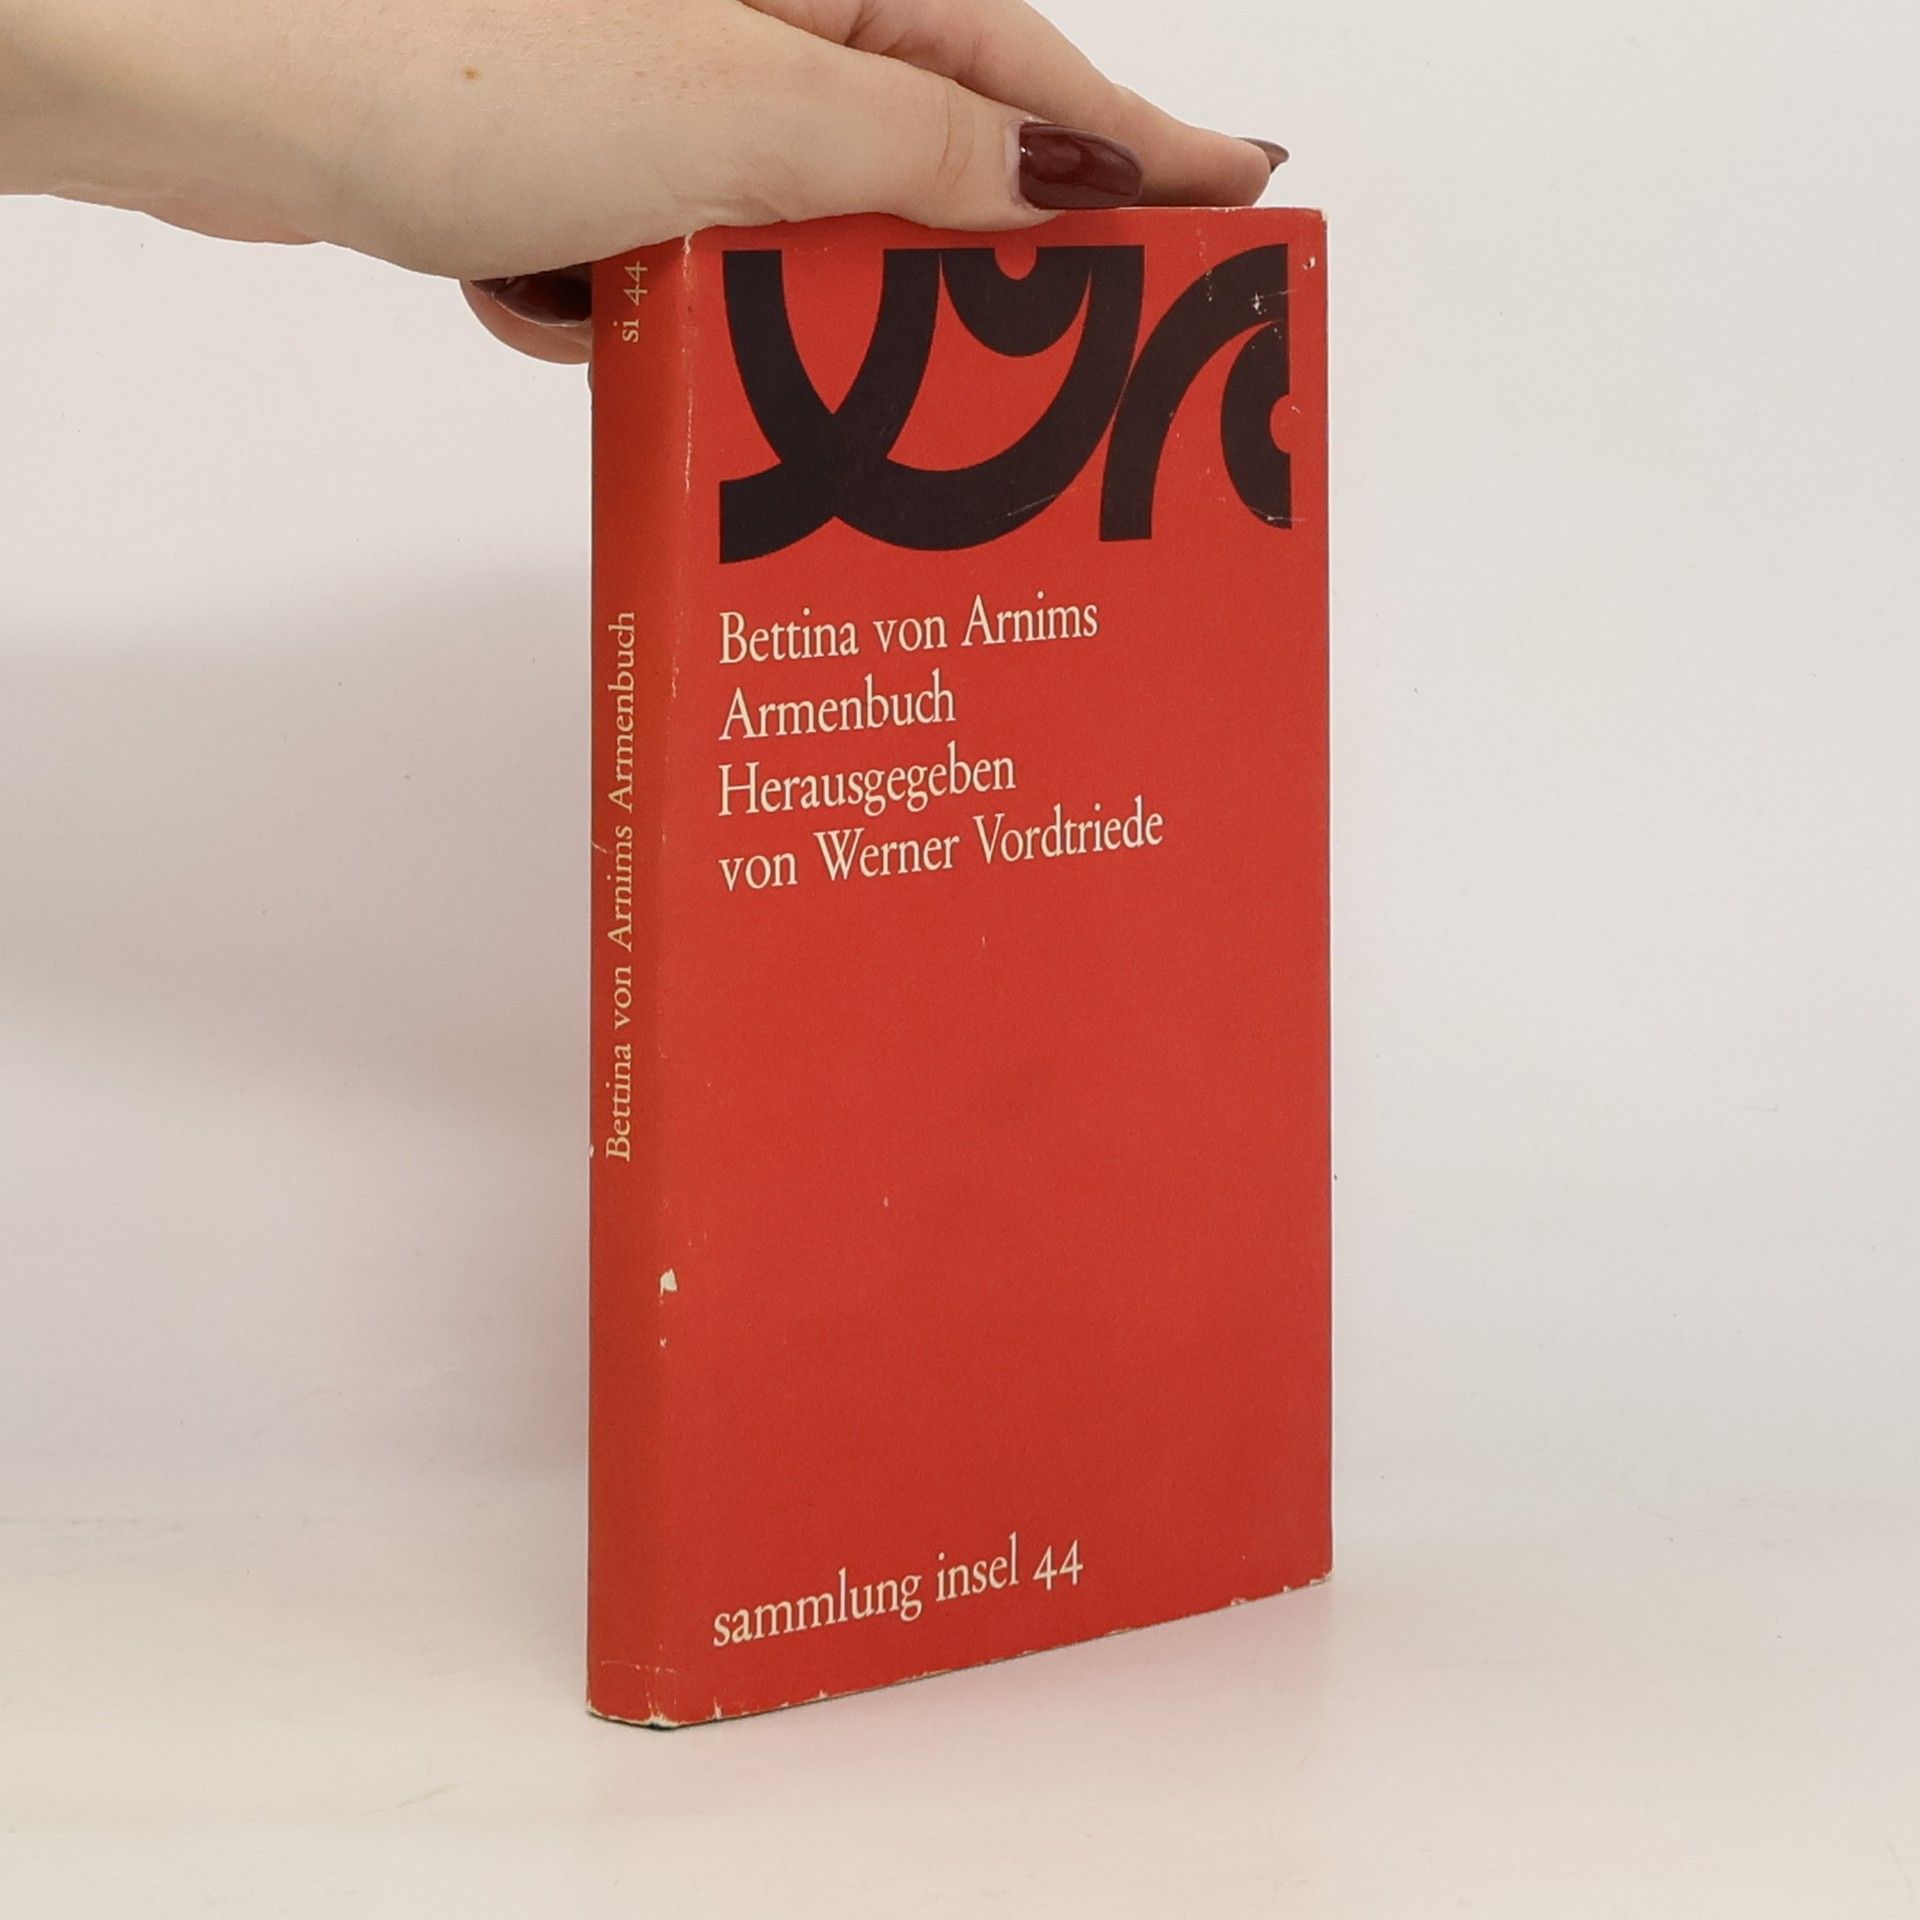 si 44
Bettina von Arnims Armenbuch
Bettina von Arnims
Armenbuch
Herausgegeben
von Werner Vordtriede
sammlung insel 44